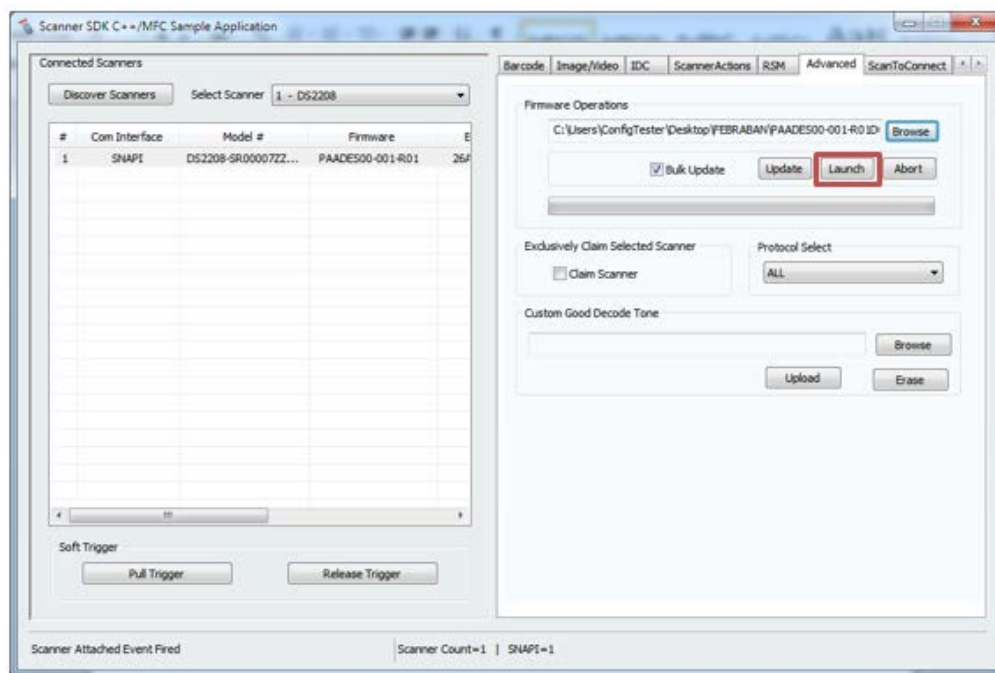 Scanner SDK C++/MFC Sample Application
Connected Scanners
Discover Scanners Select Scanner 1 - DS2208
# Com Interface Model # Firmware E
1 SNAPI DS2208-SR00007ZZ... PAADES00-001-R01 26A
Soft Trigger
Pull Trigger Release Trigger
Barcode Image/Video IDC ScannerActions RSM Advanced ScanToConnect
Firmware Operations
C:\Users\ConfigTester\Desktop\FEBRABAN\PAADES00-001-R01D Browse
Bulk Update Update Launch Abort
Exclusively Claim Selected Scanner Protocol Select
Claim Scanner ALL
Custom Good Decode Tone
Browse
Upload Erase
Scanner Attached Event Fired Scanner Count=1 | SNAPI=1